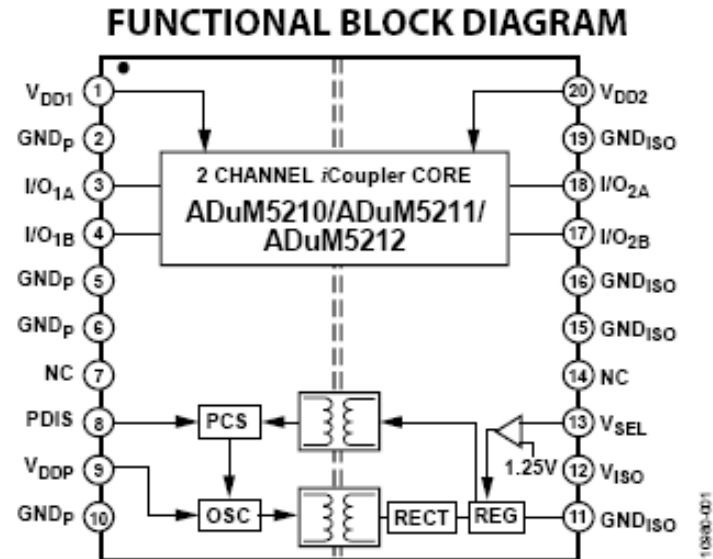 FUNCTIONAL BLOCK DIAGRAM
VDD1 1
GNDP 2
I/O1A 3
I/O1B 4
GNDP 5
GNDP 6
NC 7
PDIS 8
VDDP 9
GNDP 10
2 CHANNEL iCoupler CORE
ADuM5210/ADuM5211/
ADuM5212
PCS
OSC
RECT
REG
1.25V
20 VDD2
19 GNDISO
18 I/O2A
17 I/O2B
16 GNDISO
15 GNDISO
14 NC
13 VSEL
12 VISO
11 GNDISO
10980-001